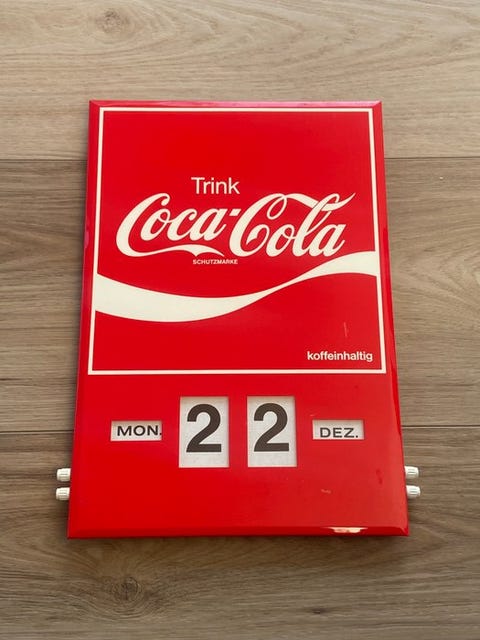 Trink
Coca-Cola
SCHUTZMARKE
koffeinhaltig
MON. 2 2 DEZ.